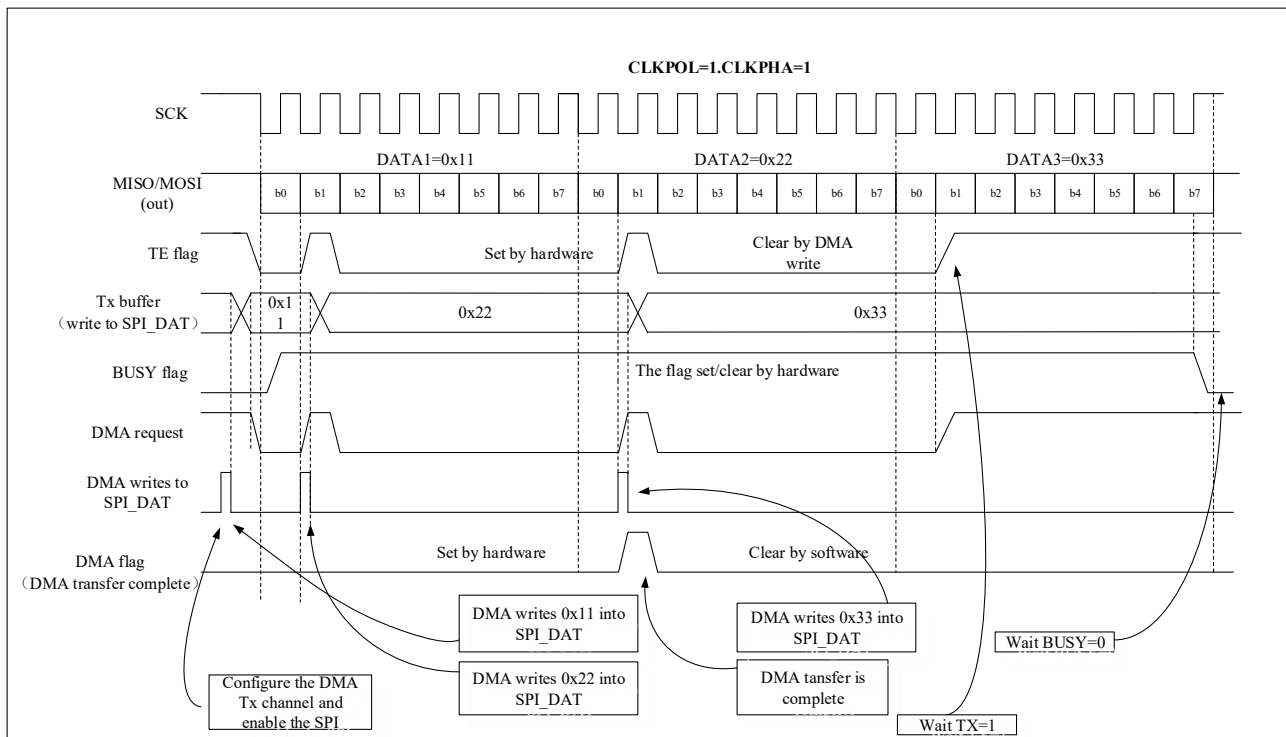 CLKPOL=1.CLKPHA=1
SCK
DATA1=0x11
DATA2=0x22
DATA3=0x33
MISO/MOSI
(out)
b0 b1 b2 b3 b4 b5 b6 b7 b0 b1 b2 b3 b4 b5 b6 b7 b0 b1 b2 b3 b4 b5 b6 b7
TE flag
Set by hardware
Clear by DMA
write
Tx buffer
（write to SPI_DAT）
0x1
1
0x22
0x33
BUSY flag
The flag set/clear by hardware
DMA request
DMA writes to
SPI_DAT
DMA flag
（DMA transfer complete）
Set by hardware
Clear by software
DMA writes 0x11 into
SPI_DAT
DMA writes 0x33 into
SPI_DAT
Wait BUSY=0
Configure the DMA
Tx channel and
enable the SPI
DMA writes 0x22 into
SPI_DAT
DMA tansfer is
complete
Wait TX=1